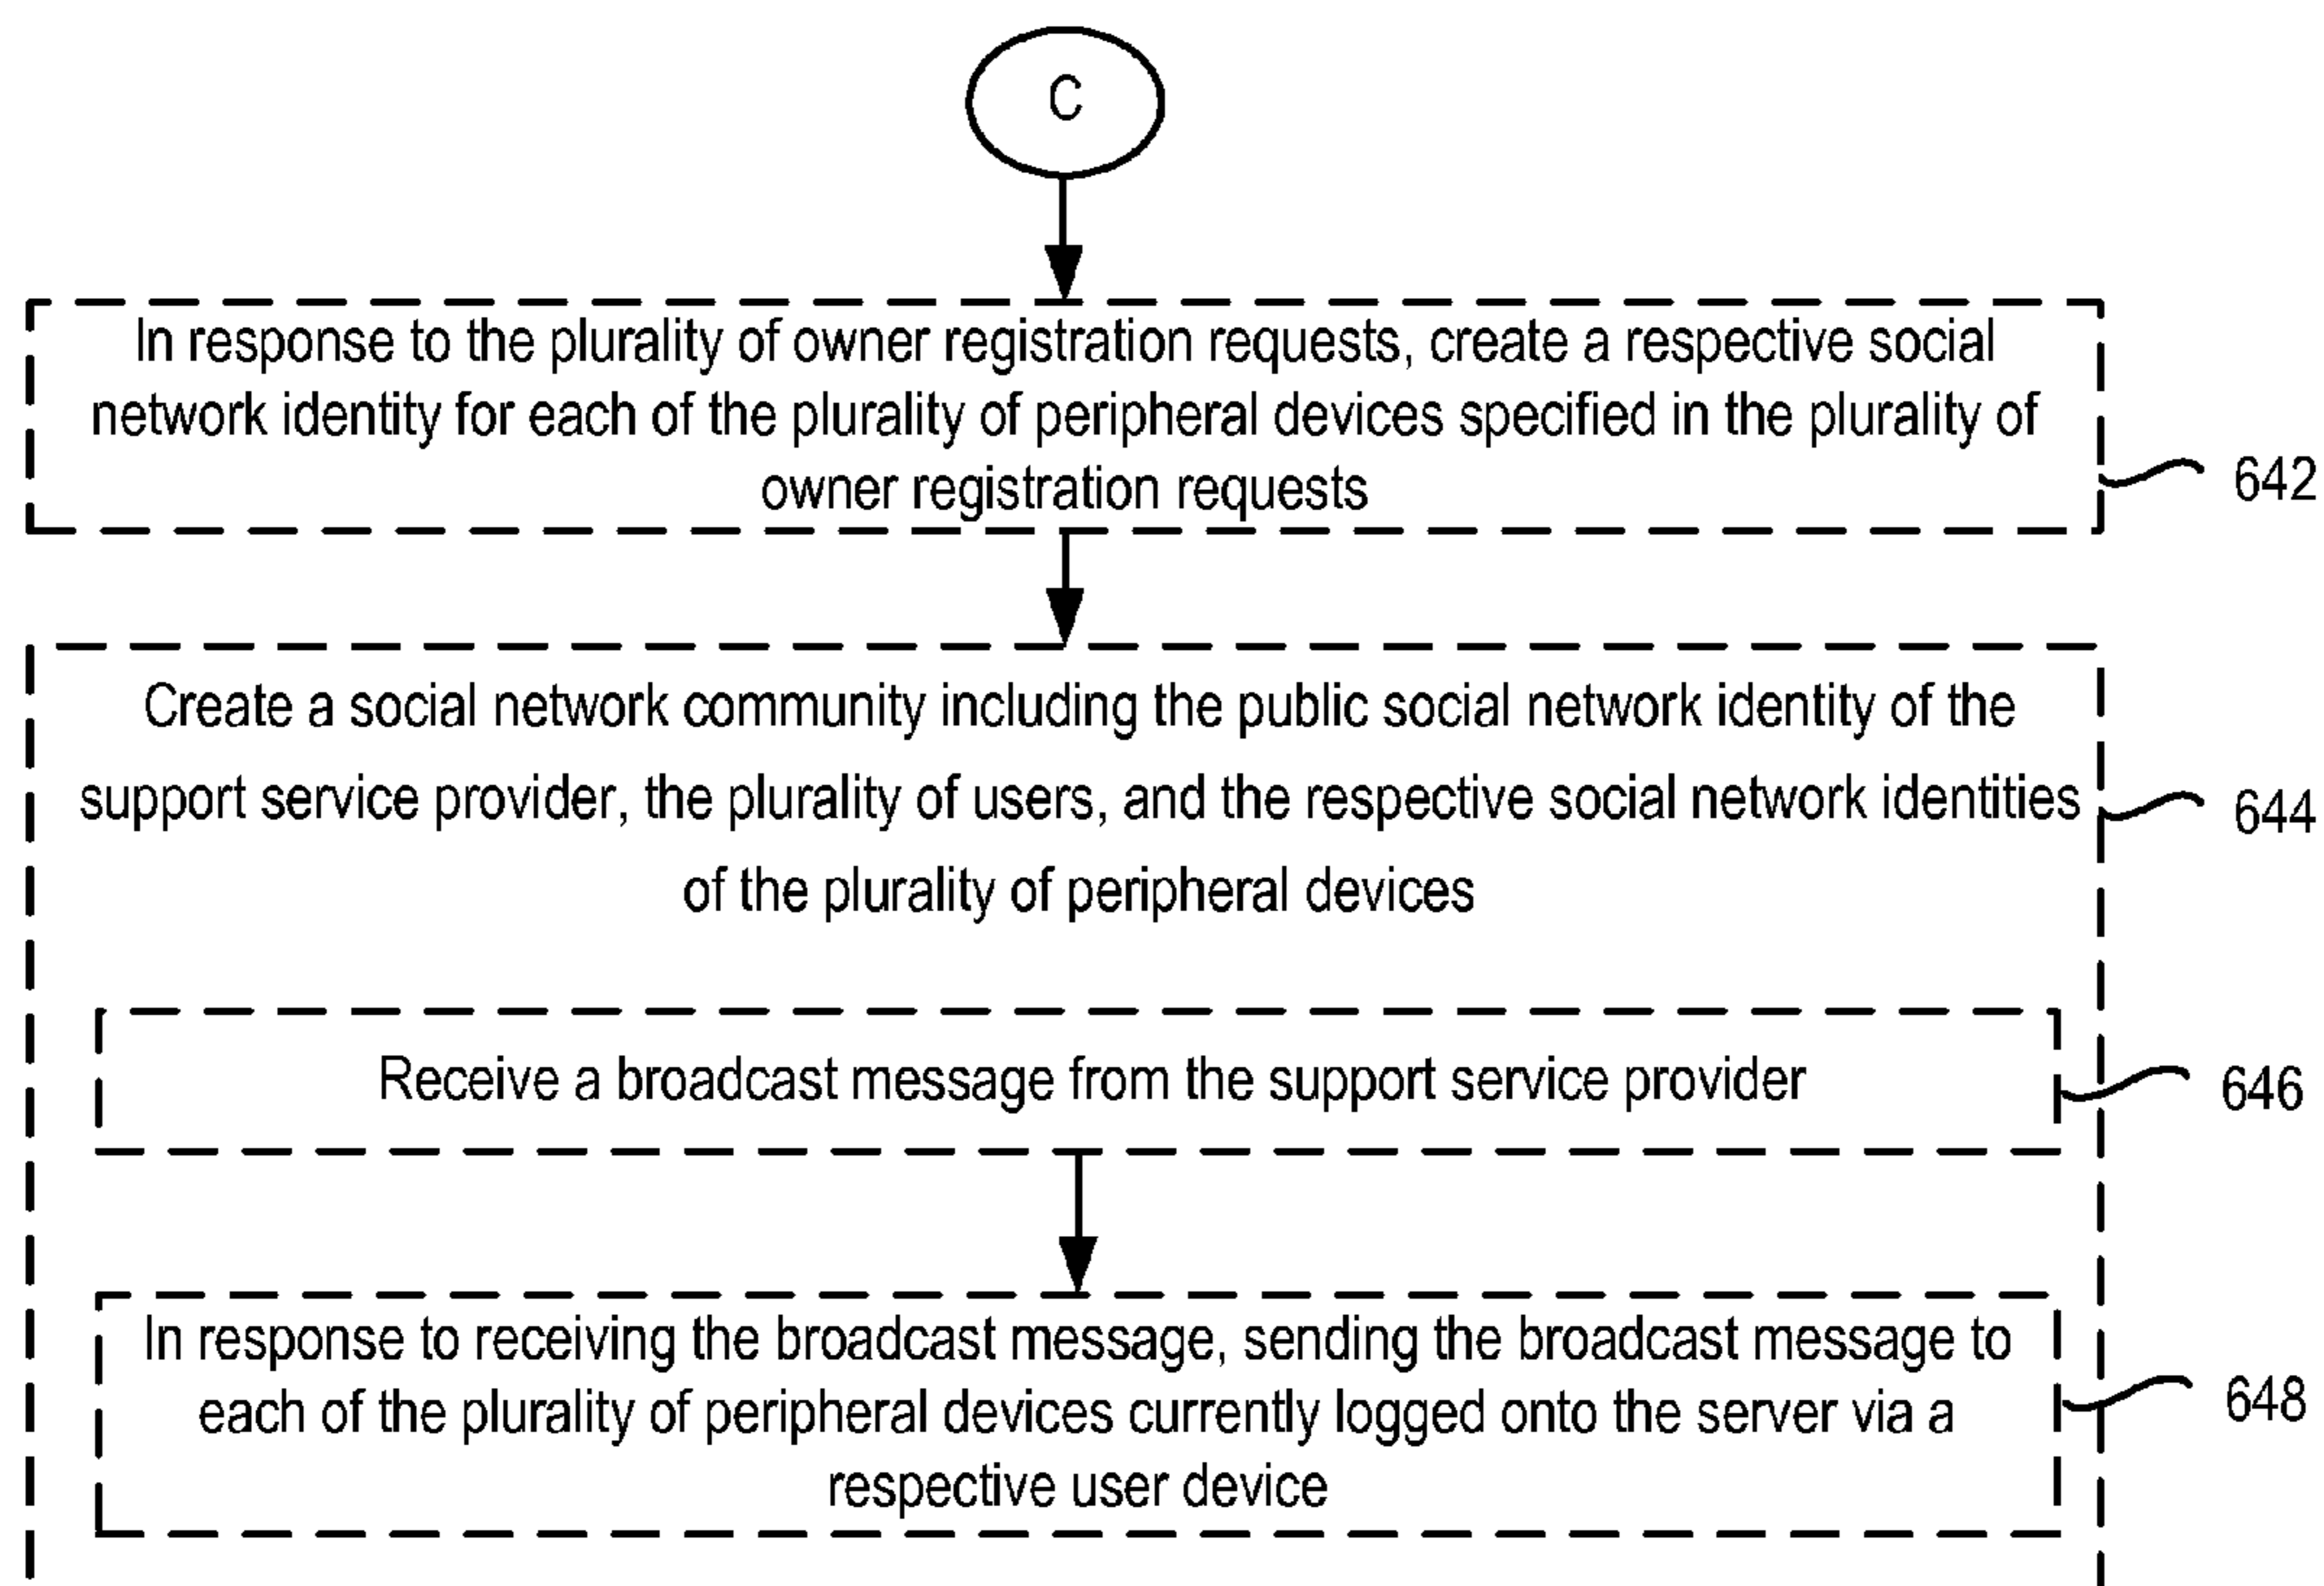 C
In response to the plurality of owner registration requests, create a respective social
network identity for each of the plurality of peripheral devices specified in the plurality of
owner registration requests
642
Create a social network community including the public social network identity of the
support service provider, the plurality of users, and the respective social network identities
of the plurality of peripheral devices
644
Receive a broadcast message from the support service provider
646
In response to receiving the broadcast message, sending the broadcast message to
each of the plurality of peripheral devices currently logged onto the server via a
respective user device
648